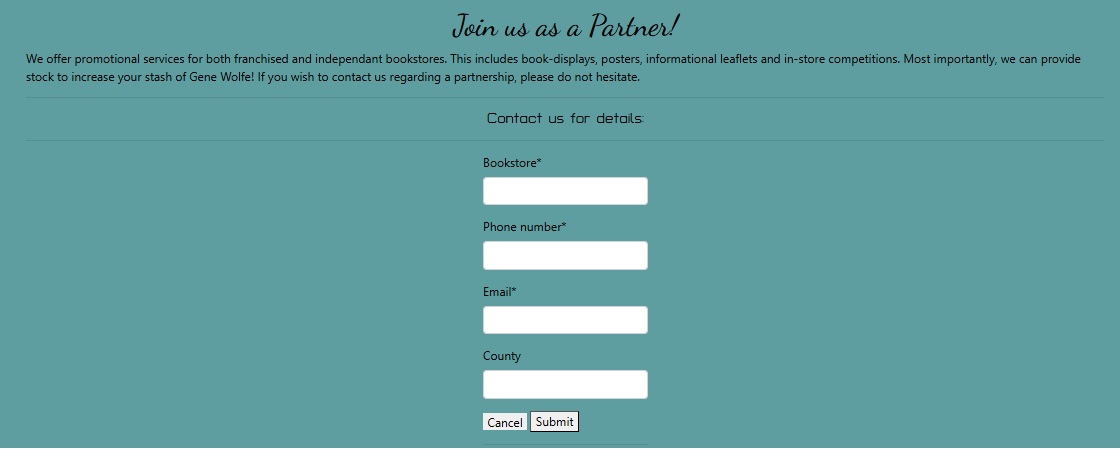 Join us as a Partner!
We offer promotional services for both franchised and independant bookstores. This includes book-displays, posters, informational leaflets and in-store competitions. Most importantly, we can provide
stock to increase your stash of Gene Wolfe! If you wish to contact us regarding a partnership, please do not hesitate.
Contact us for details:
Bookstore*
Phone number*
Email*
County
Cancel Submit